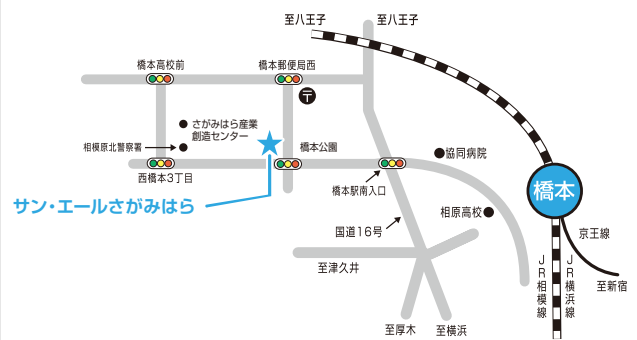 至八王子
至八王子
橋本高校前
橋本郵便局西
〒
さがみはら産業
創造センター
相模原北警察署
橋本公園
協同病院
西橋本3丁目
橋本駅南入口
橋本
サン・エールさがみはら
相原高校
国道16号
京王線
至津久井
JR相模線
JR横浜線
至新宿
至厚木
至横浜